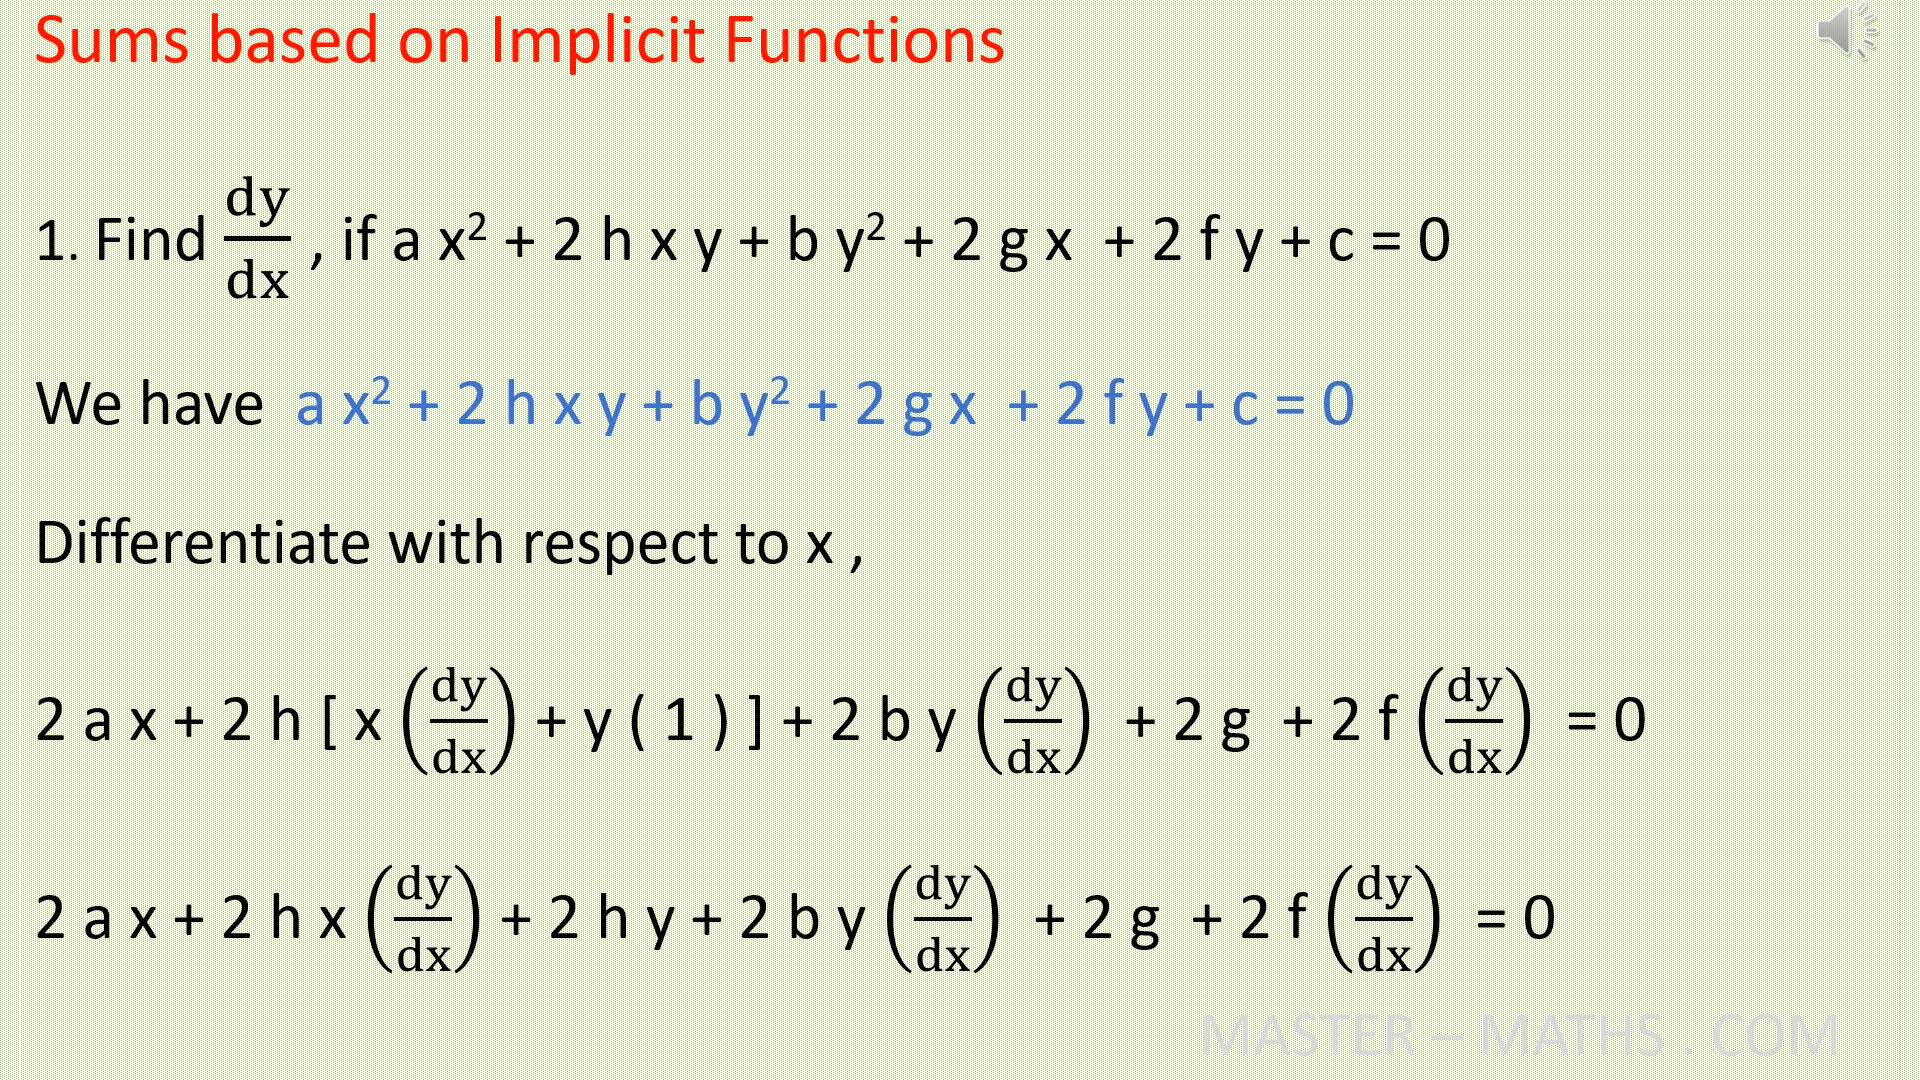 Sums based on Implicit Functions
1. Find dy/dx , if a x² + 2 h x y + b y² + 2 g x + 2 f y + c = 0
We have a x² + 2 h x y + b y² + 2 g x + 2 f y + c = 0
Differentiate with respect to x ,
2 a x + 2 h [ x (dy/dx) + y ( 1 ) ] + 2 b y (dy/dx) + 2 g + 2 f (dy/dx) = 0
2 a x + 2 h x (dy/dx) + 2 h y + 2 b y (dy/dx) + 2 g + 2 f (dy/dx) = 0
MASTER – MATHS . COM